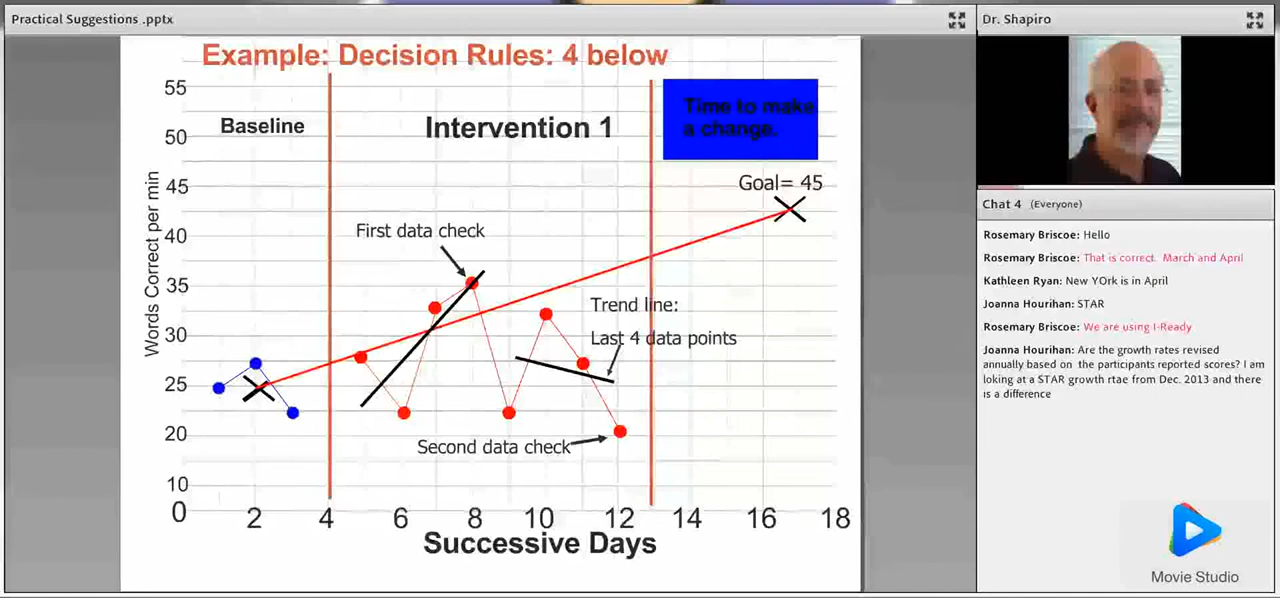 Practical Suggestions .pptx
Example: Decision Rules: 4 below
55
50
45
40
35
30
25
20
10
0
Words Correct per min
Baseline
Intervention 1
Time to make
a change.
Goal= 45
First data check
Trend line:
Last 4 data points
Second data check
2
4
6
8
10
12
14
16
18
Successive Days
Dr. Shapiro
Chat 4 (Everyone)
Rosemary Briscoe: Hello
Rosemary Briscoe: That is correct. March and April
Kathleen Ryan: New YOrk is in April
Joanna Hourihan: STAR
Rosemary Briscoe: We are using I-Ready
Joanna Hourihan: Are the growth rates revised
annually based on the participants reported scores? I am
loking at a STAR growth rtae from Dec. 2013 and there
is a difference
Movie Studio